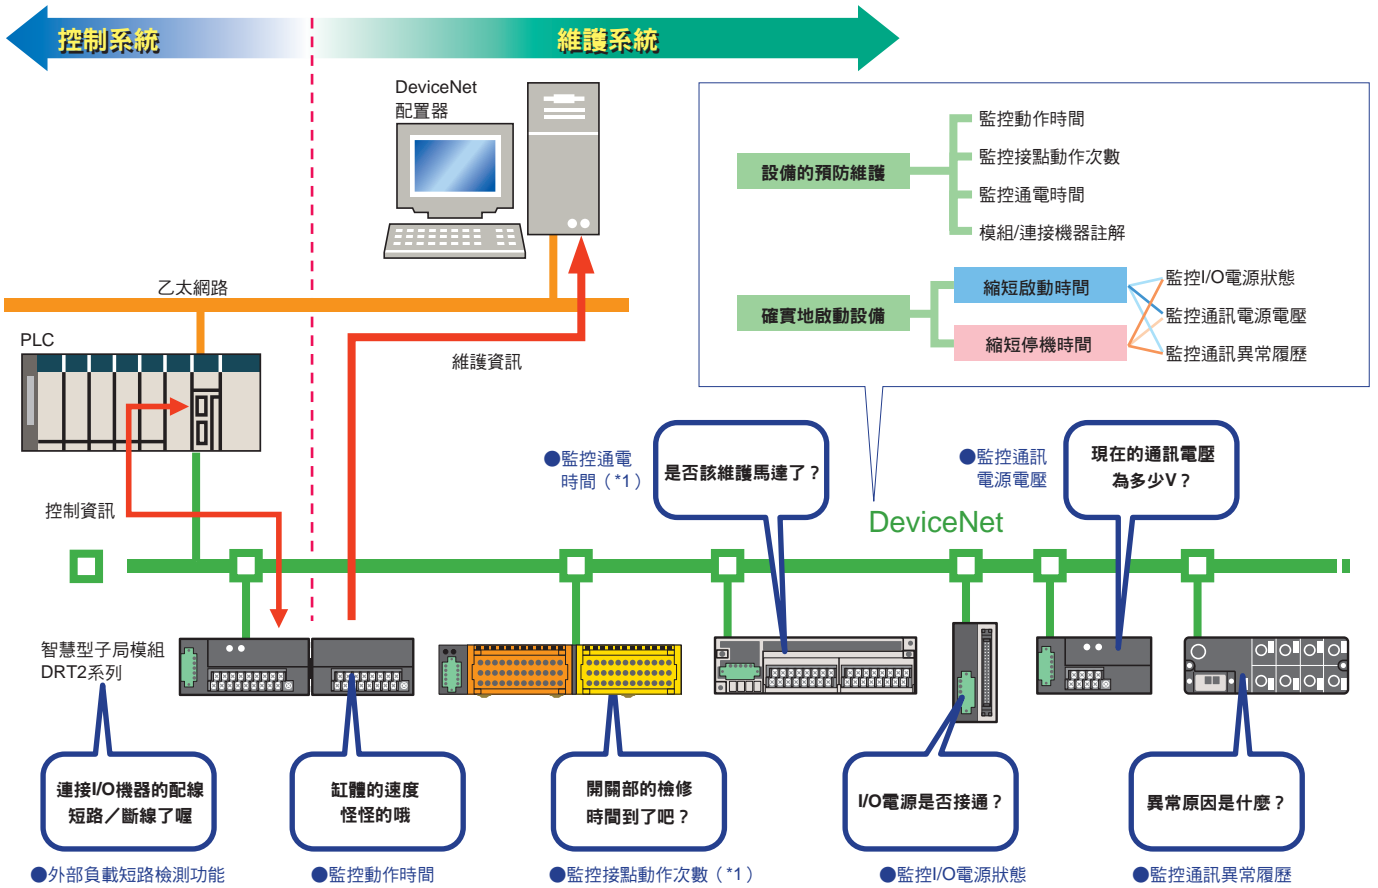 控制系統
維護系統
DeviceNet
配置器
監控動作時間
監控接點動作次數
設備的預防維護
監控通電時間
模組/連接機器註解
乙太網路
縮短啟動時間
監控I/O電源狀態
確實地啟動設備
監控通訊電源電壓
縮短停機時間
監控通訊異常履歷
PLC
維護資訊
控制資訊
●監控通電
時間（*1）
是否該維護馬達了？
●監控通訊
電源電壓
現在的通訊電壓
為多少V？
DeviceNet
智慧型子局模組
DRT2系列
連接I/O機器的配線
短路／斷線了喔
缸體的速度
怪怪的哦
開關部的檢修
時間到了吧？
I/O電源是否接通？
異常原因是什麼？
●外部負載短路檢測功能
●監控動作時間
●監控接點動作次數（*1）
●監控I/O電源狀態
●監控通訊異常履歷